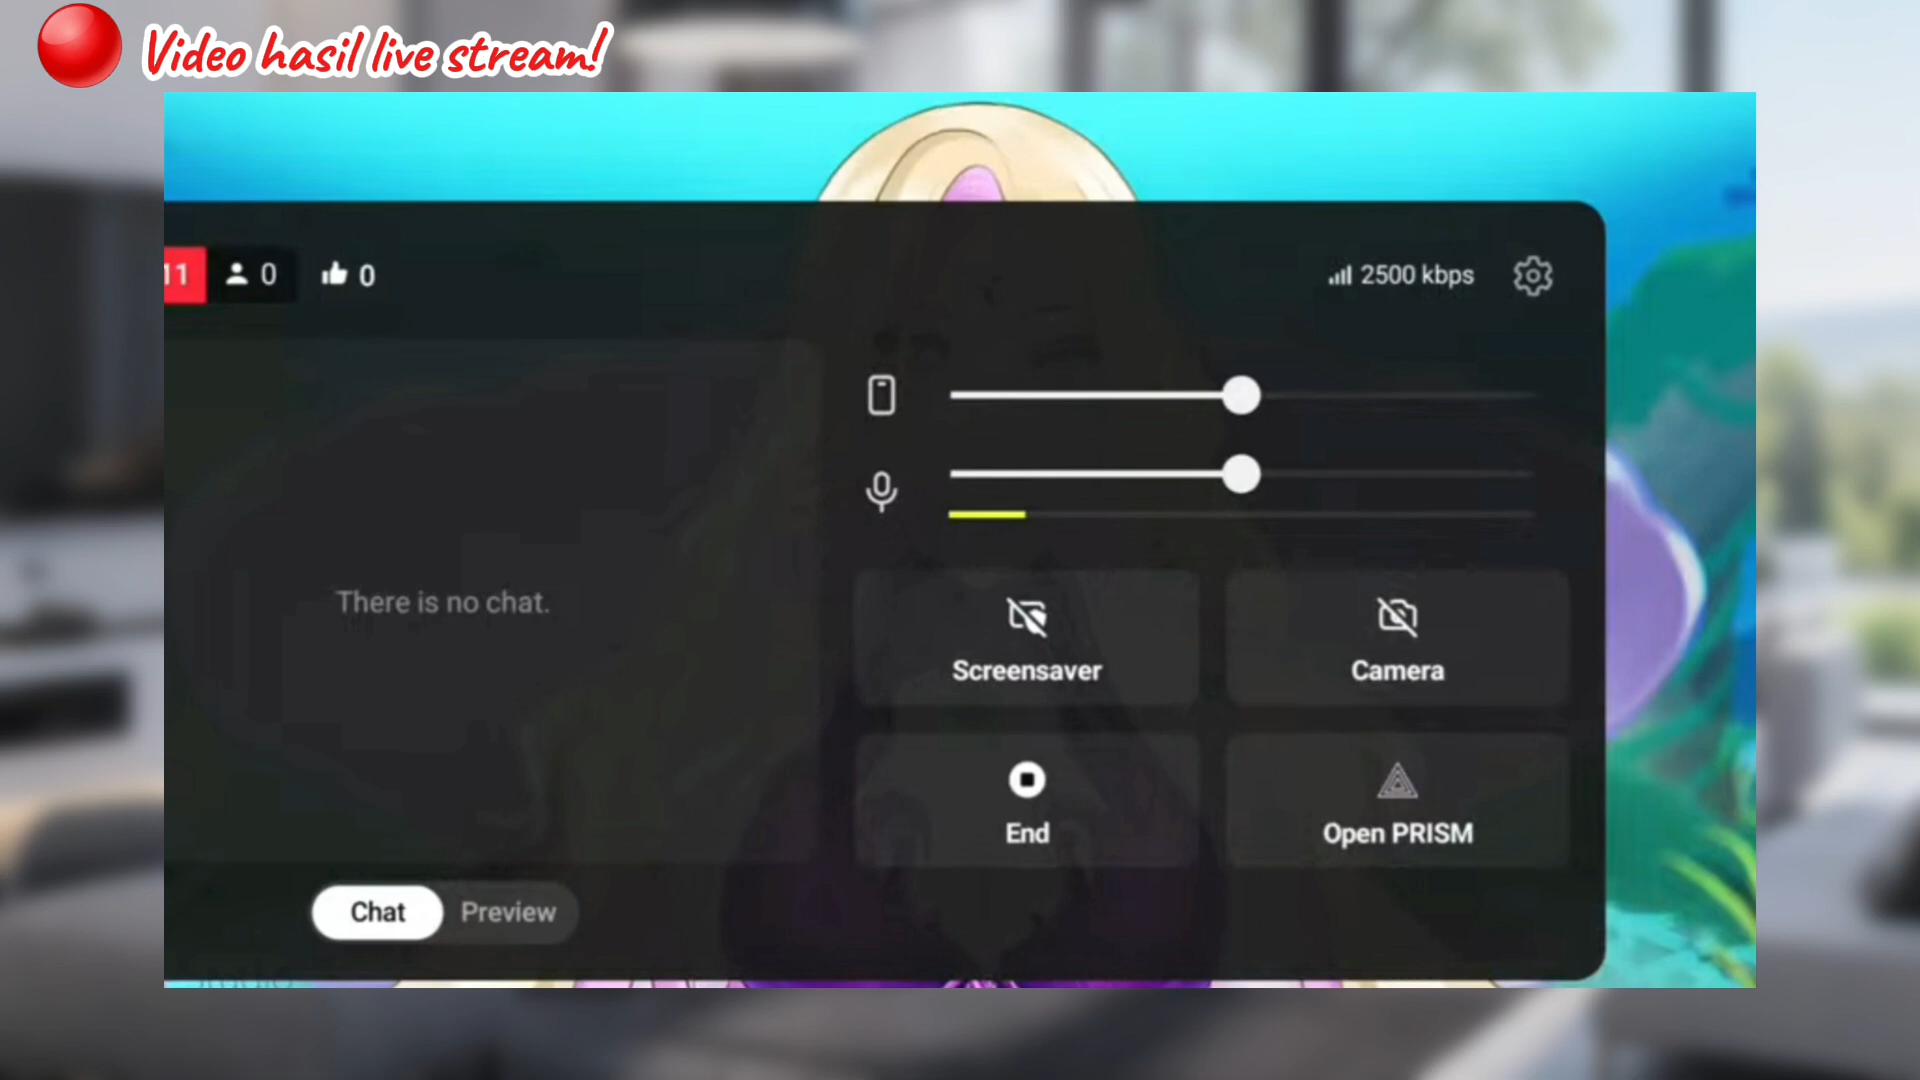 Video hasil live stream!
11 0 0
2500 kbps
There is no chat.
Screensaver
Camera
End
Open PRISM
Chat
Preview